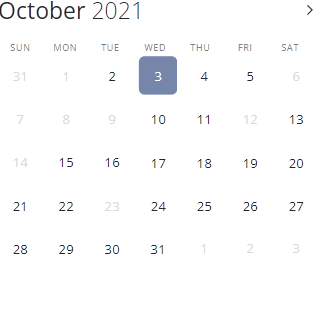 October 2021
SUN MON TUE WED THU FRI SAT
31 1 2 3 4 5 6
7 8 9 10 11 12 13
14 15 16 17 18 19 20
21 22 23 24 25 26 27
28 29 30 31 1 2 3